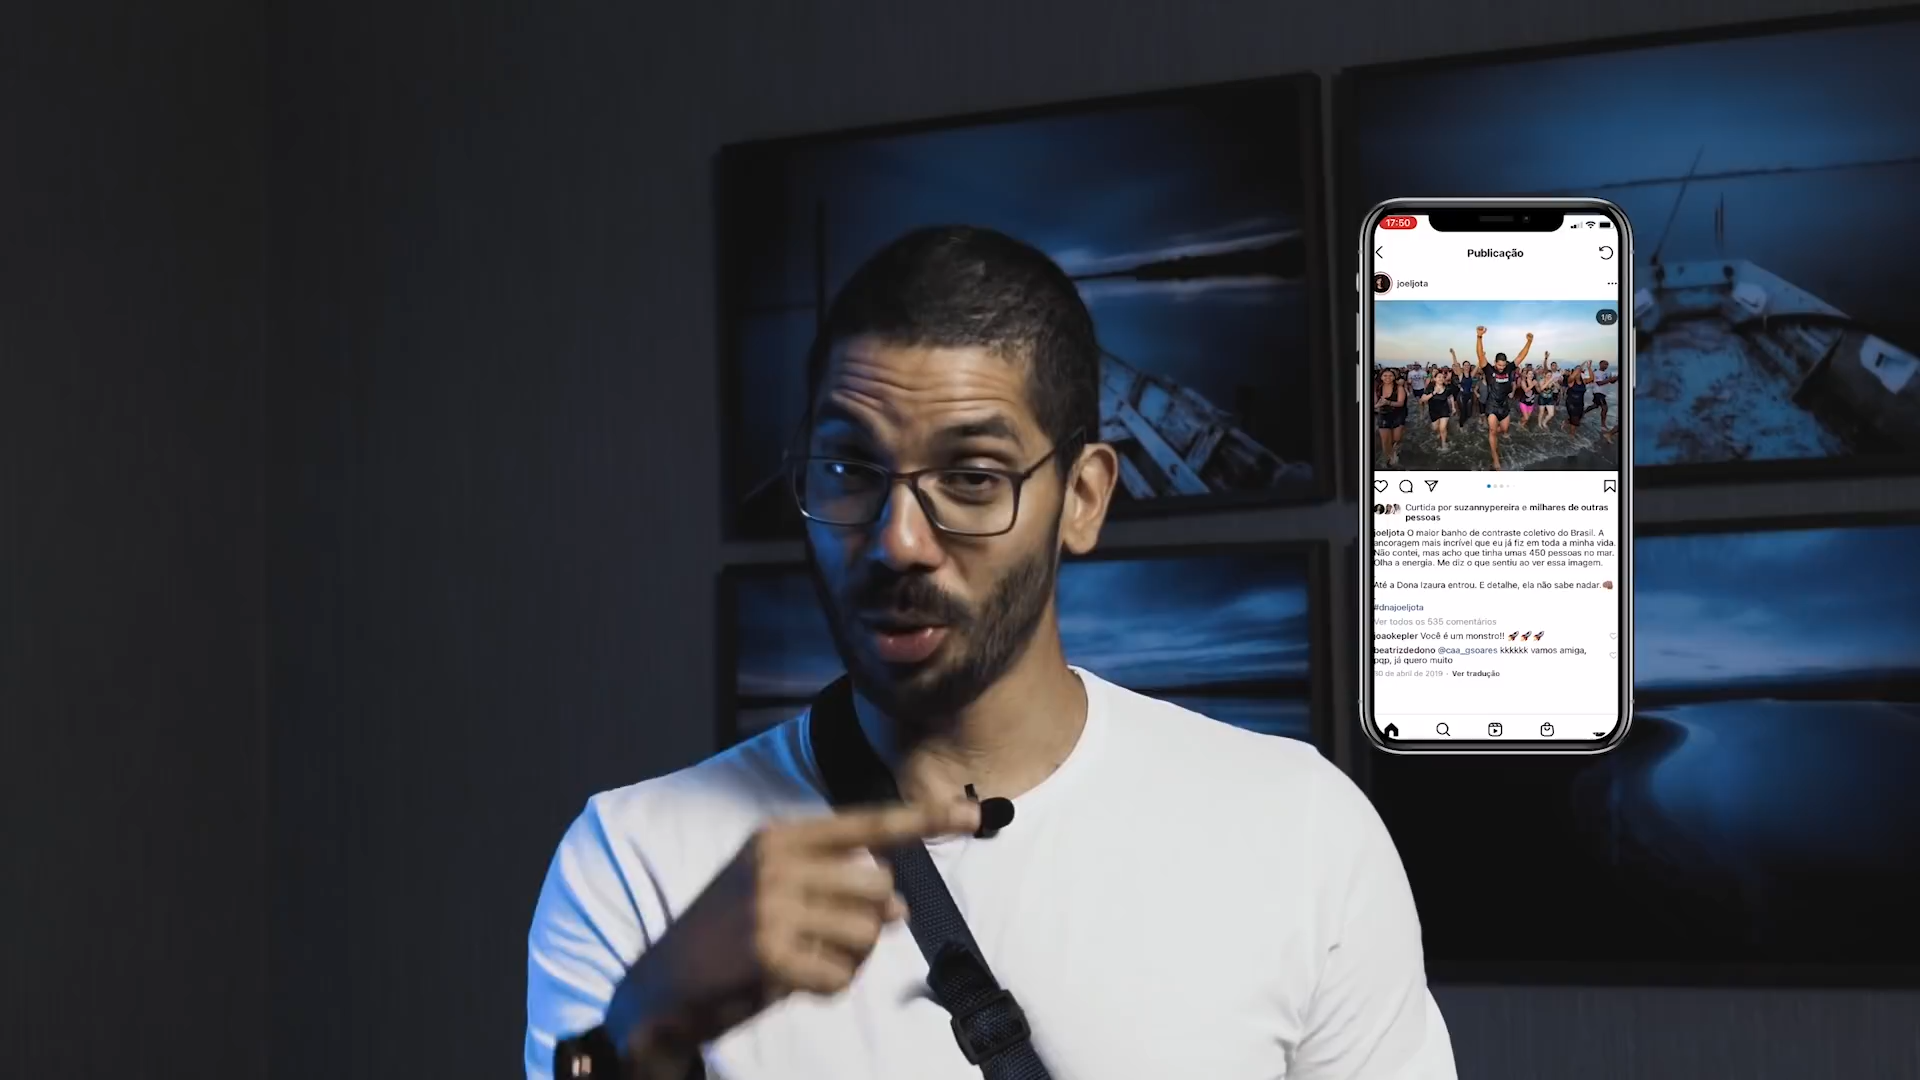 17:50
Publicação
joeljota
1/6
Curtida por suzannypereira e milhares de outras
pessoas
joeljota O maior banho de contraste coletivo do Brasil. A
ancoragem mais incrível que eu já fiz em toda a minha vida.
Não contei, mas acho que tinha umas 450 pessoas no mar.
Olha a energia. Me diz o que sentiu ao ver essa imagem.
Até a Dona Izaura entrou. E detalhe, ela não sabe nadar.
#dnajoeljota
Ver todos os 535 comentários
joaokepler Você é um monstro!! 🚀🚀🚀
beatrizdedono @caa_gsoares kkkkkk vamos amiga,
pqp, já quero muito
10 de abril de 2019 · Ver tradução